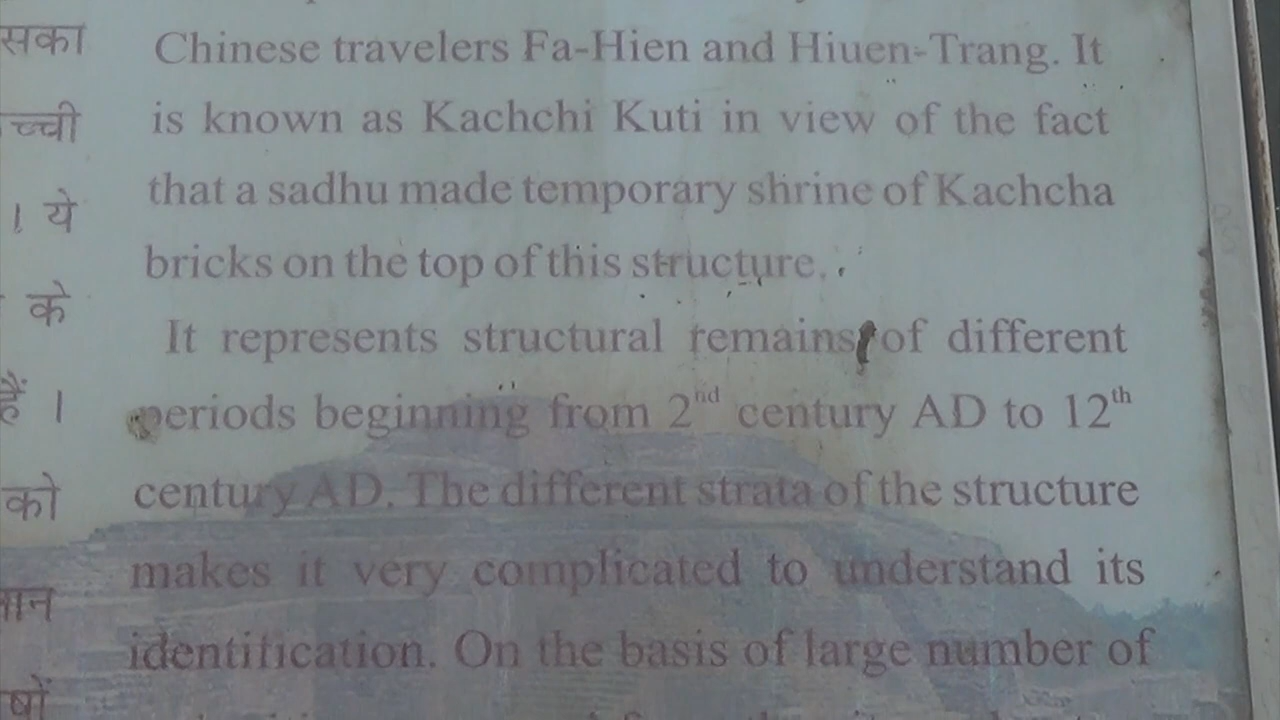 सका
च्ची
। ये
के
हैं ।
को
Chinese travelers Fa-Hien and Hiuen-Trang. It
is known as Kachchi Kuti in view of the fact
that a sadhu made temporary shrine of Kachcha
bricks on the top of this structure.
It represents structural remains of different
periods beginning from 2nd century AD to 12th
century AD. The different strata of the structure
makes it very complicated to understand its
identification. On the basis of large number of